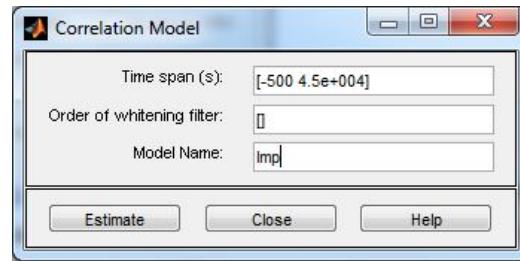 Correlation Model
Time span (s): [-500 4.5e+004]
Order of whitening filter: []
Model Name: Imp
Estimate Close Help